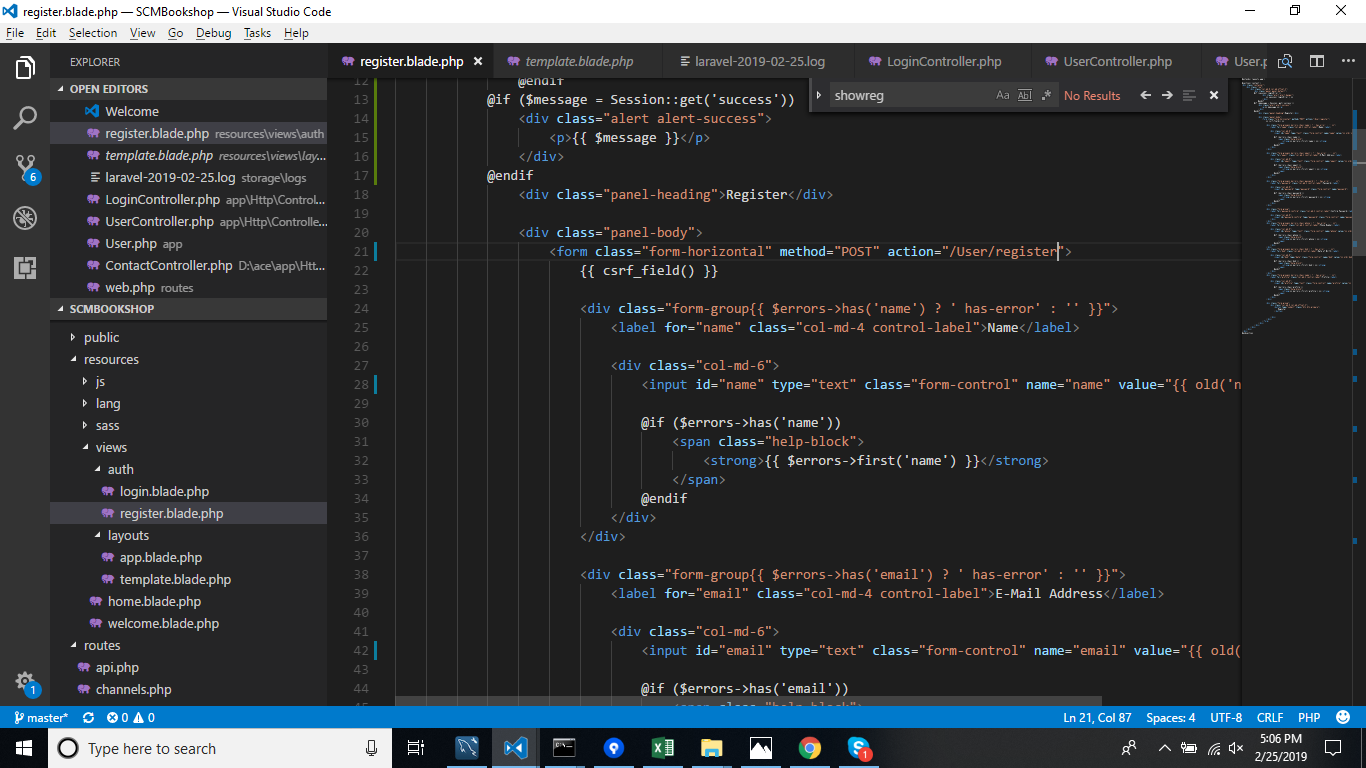 register.blade.php — SCMBookshop — Visual Studio Code
File Edit Selection View Go Debug Tasks Help
EXPLORER
OPEN EDITORS
Welcome
register.blade.php resources\views\auth
template.blade.php resources\views\lay...
laravel-2019-02-25.log storage\logs
LoginController.php app\Http\Control...
UserController.php app\Http\Controlle...
User.php app
ContactController.php D:\ace\app\Htt...
web.php routes
SCMBOOKSHOP
public
resources
js
lang
sass
views
auth
login.blade.php
register.blade.php
layouts
app.blade.php
template.blade.php
home.blade.php
welcome.blade.php
routes
api.php
channels.php
6
1
register.blade.php template.blade.php laravel-2019-02-25.log LoginController.php UserController.php User.p
showreg Aa Abl .* No Results
12 @endif
13 @if ($message = Session::get('success'))
14 <div class="alert alert-success">
15 <p>{{ $message }}</p>
16 </div>
17 @endif
18 <div class="panel-heading">Register</div>
19
20 <div class="panel-body">
21 <form class="form-horizontal" method="POST" action="/User/register">
22 {{ csrf_field() }}
23
24 <div class="form-group{{ $errors->has('name') ? ' has-error' : '' }}">
25 <label for="name" class="col-md-4 control-label">Name</label>
26
27 <div class="col-md-6">
28 <input id="name" type="text" class="form-control" name="name" value="{{ old('n
29
30 @if ($errors->has('name'))
31 <span class="help-block">
32 <strong>{{ $errors->first('name') }}</strong>
33 </span>
34 @endif
35 </div>
36 </div>
37
38 <div class="form-group{{ $errors->has('email') ? ' has-error' : '' }}">
39 <label for="email" class="col-md-4 control-label">E-Mail Address</label>
40
41 <div class="col-md-6">
42 <input id="email" type="text" class="form-control" name="email" value="{{ old(
43
44 @if ($errors->has('email'))
45 <span class="help-block">
master* 0 0 Ln 21, Col 87 Spaces: 4 UTF-8 CRLF PHP
Type here to search
1
5:06 PM
2/25/2019